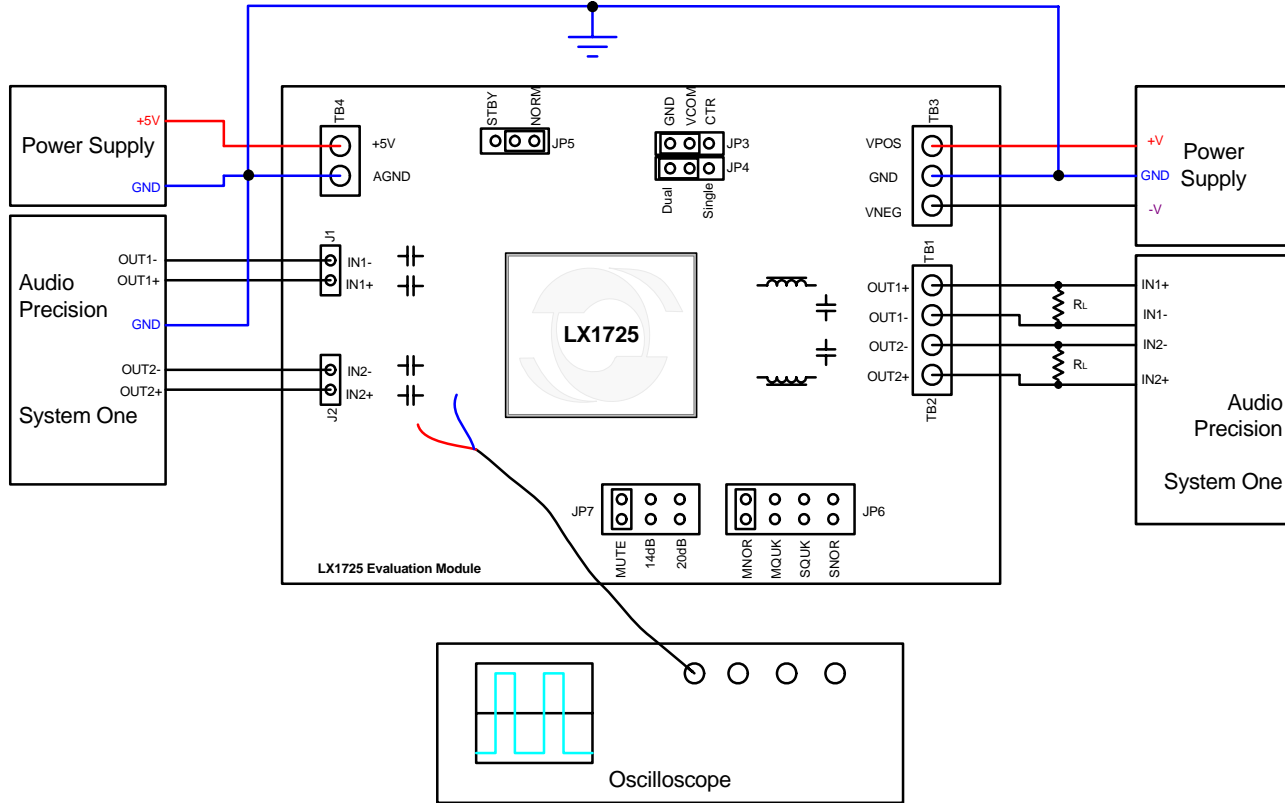 Power Supply
+5V
GND
TB4
+5V
AGND
STBY
NORM
JP5
GND
VCOM
CTR
JP3
JP4
Dual
Single
TB3
VPOS
GND
VNEG
+V
GND
-V
Power
Supply
Audio
Precision
System One
OUT1-
OUT1+
GND
OUT2-
OUT2+
J1
IN1-
IN1+
IN2-
IN2+
J2
LX1725
TB1
OUT1+
OUT1-
OUT2-
OUT2+
TB2
RL
RL
IN1+
IN1-
IN2-
IN2+
Audio
Precision
System One
JP7
MUTE
14dB
20dB
JP6
MNOR
MQUK
SQUK
SNOR
LX1725 Evaluation Module
Oscilloscope